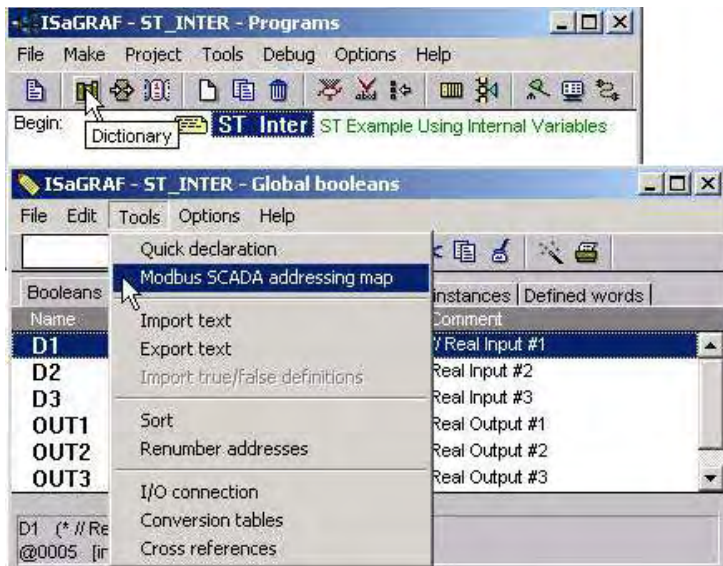 ISaGRAF - ST_INTER - Programs
File Make Project Tools Debug Options Help
Begin: ST Inter ST Example Using Internal Variables
Dictionary
ISaGRAF - ST_INTER - Global booleans
File Edit Tools Options Help
Quick declaration
Modbus SCADA addressing map
Booleans instances Defined words
Name Comment
Import text
Export text
Import true/false definitions
Sort
Renumber addresses
I/O connection
Conversion tables
Cross references
D1 // Real Input #1
D2 Real Input #2
D3 Real Input #3
OUT1 Real Output #1
OUT2 Real Output #2
OUT3 Real Output #3
D1 (* // Re
@0005 [in